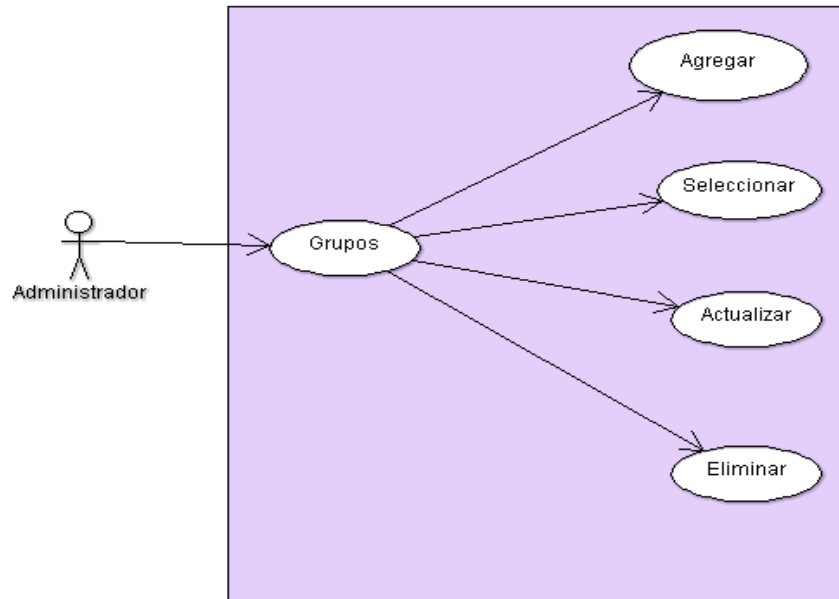 Agregar
Seleccionar
Grupos
Administrador
Actualizar
Eliminar